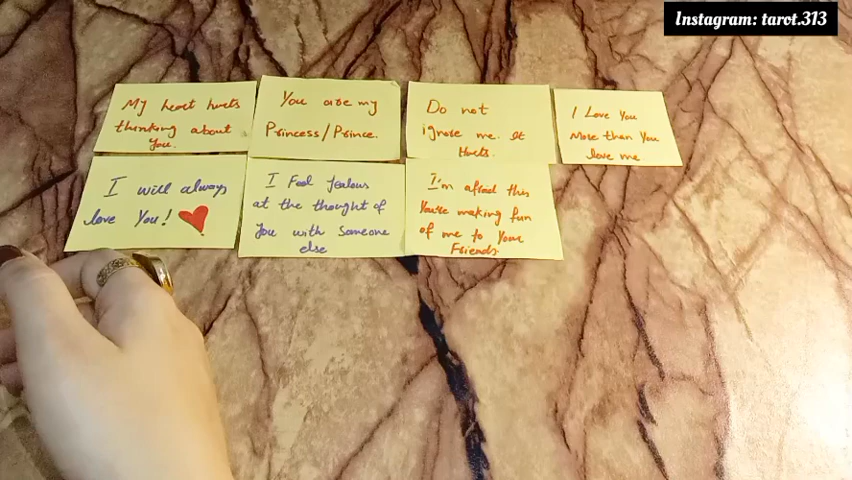 Instagram: tarot.313
My heart hurts
thinking about
you.
You are my
Princess/Prince.
Do not
ignore me. It
Hurts.
I Love You
More than You
love me
I will always
love You!
I Feel Jealous
at the thought of
You with Someone
else
I'm afraid this
You're making fun
of me to Your
Friends.